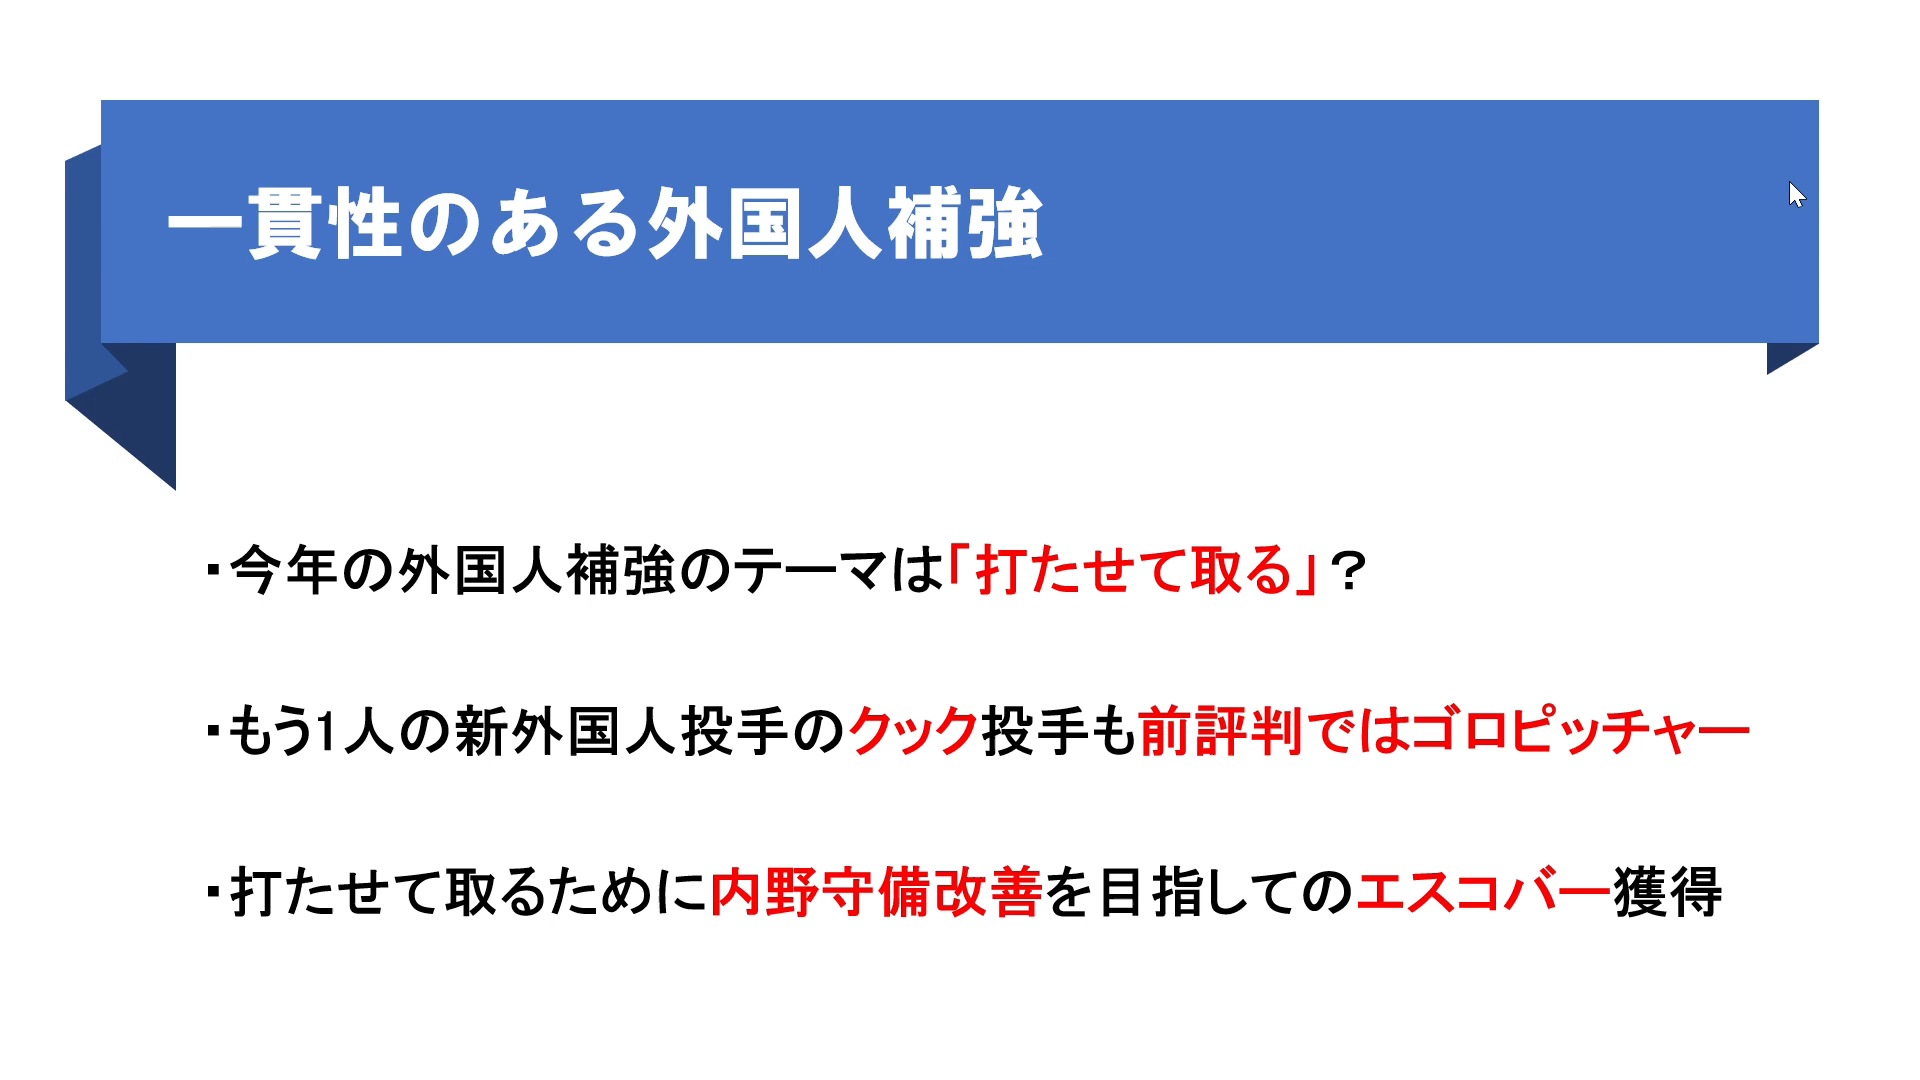 一貫性のある外国人補強
・今年の外国人補強のテーマは「打たせて取る」？
・もう1人の新外国人投手のクック投手も前評判ではゴロピッチャー
・打たせて取るために内野守備改善を目指してのエスコバー獲得